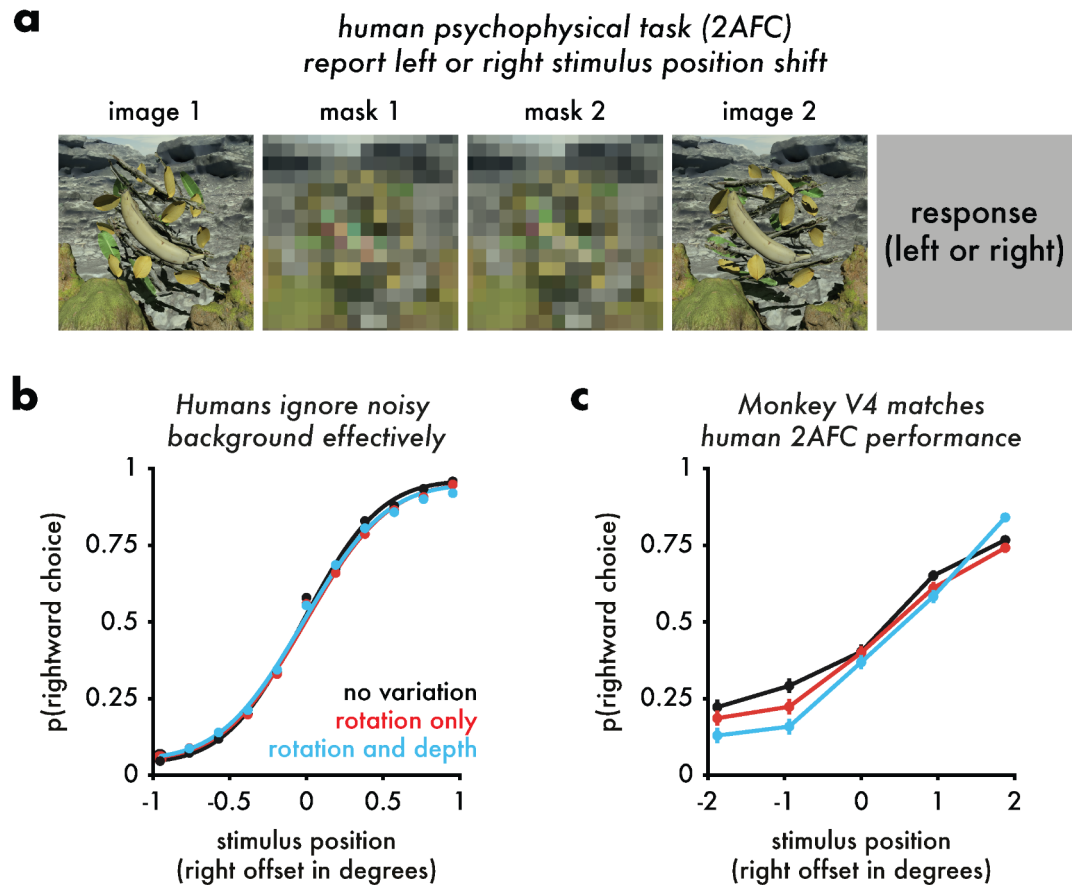 a
human psychophysical task (2AFC)
report left or right stimulus position shift
image 1
mask 1
mask 2
image 2
response
(left or right)
b
Humans ignore noisy
background effectively
p(rightward choice)
1
0.75
0.5
0.25
0
no variation
rotation only
rotation and depth
-1
-0.5
0
0.5
1
stimulus position
(right offset in degrees)
c
Monkey V4 matches
human 2AFC performance
p(rightward choice)
1
0.75
0.5
0.25
0
-2
-1
0
1
2
stimulus position
(right offset in degrees)